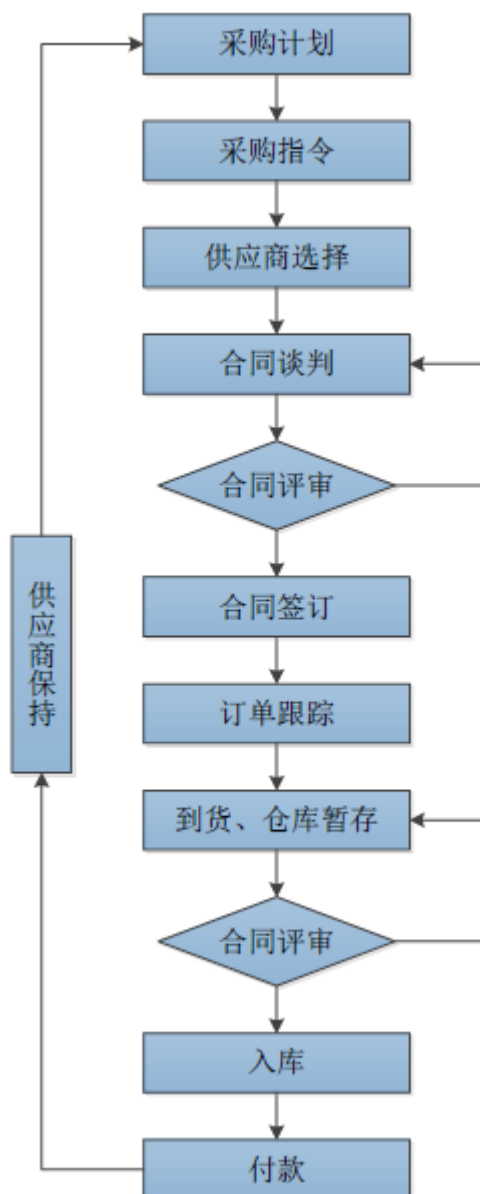 采购计划
采购指令
供应商选择
合同谈判
合同评审
合同签订
供应商保持
订单跟踪
到货、仓库暂存
合同评审
入库
付款